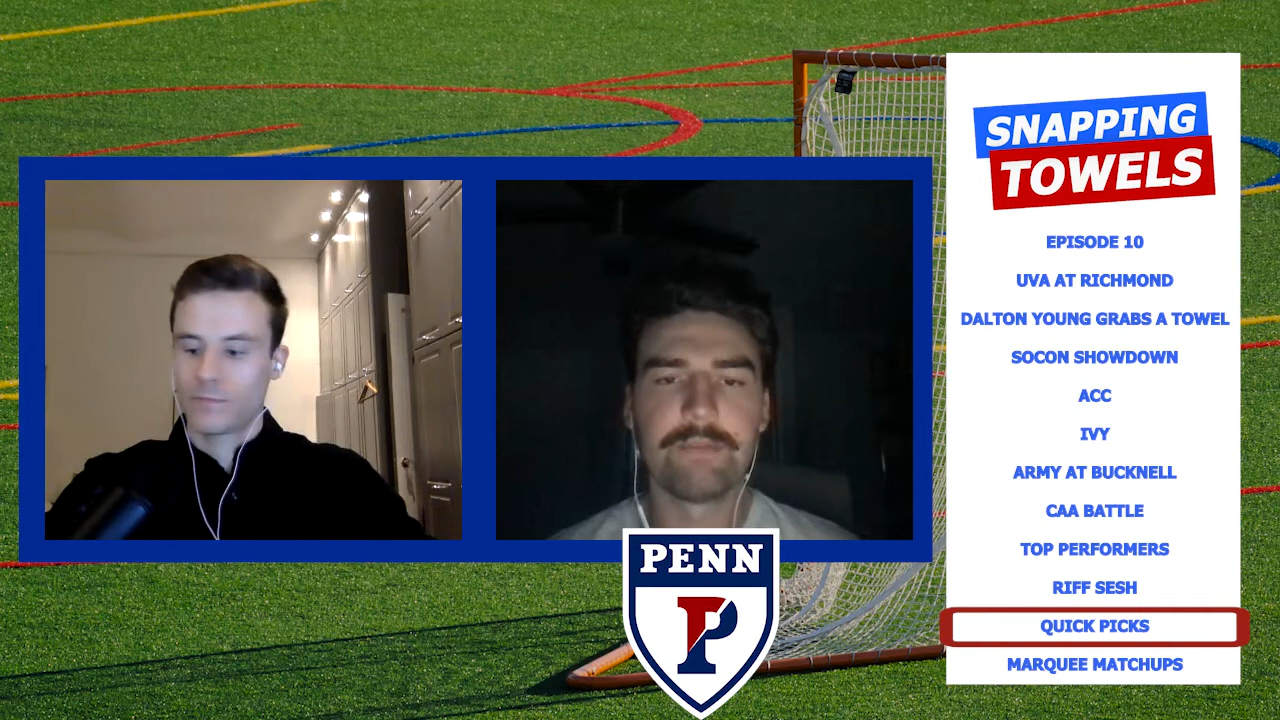 SNAPPING
TOWELS
EPISODE 10
UVA AT RICHMOND
DALTON YOUNG GRABS A TOWEL
SOCON SHOWDOWN
ACC
IVY
ARMY AT BUCKNELL
CAA BATTLE
TOP PERFORMERS
RIFF SESH
QUICK PICKS
MARQUEE MATCHUPS
PENN
P